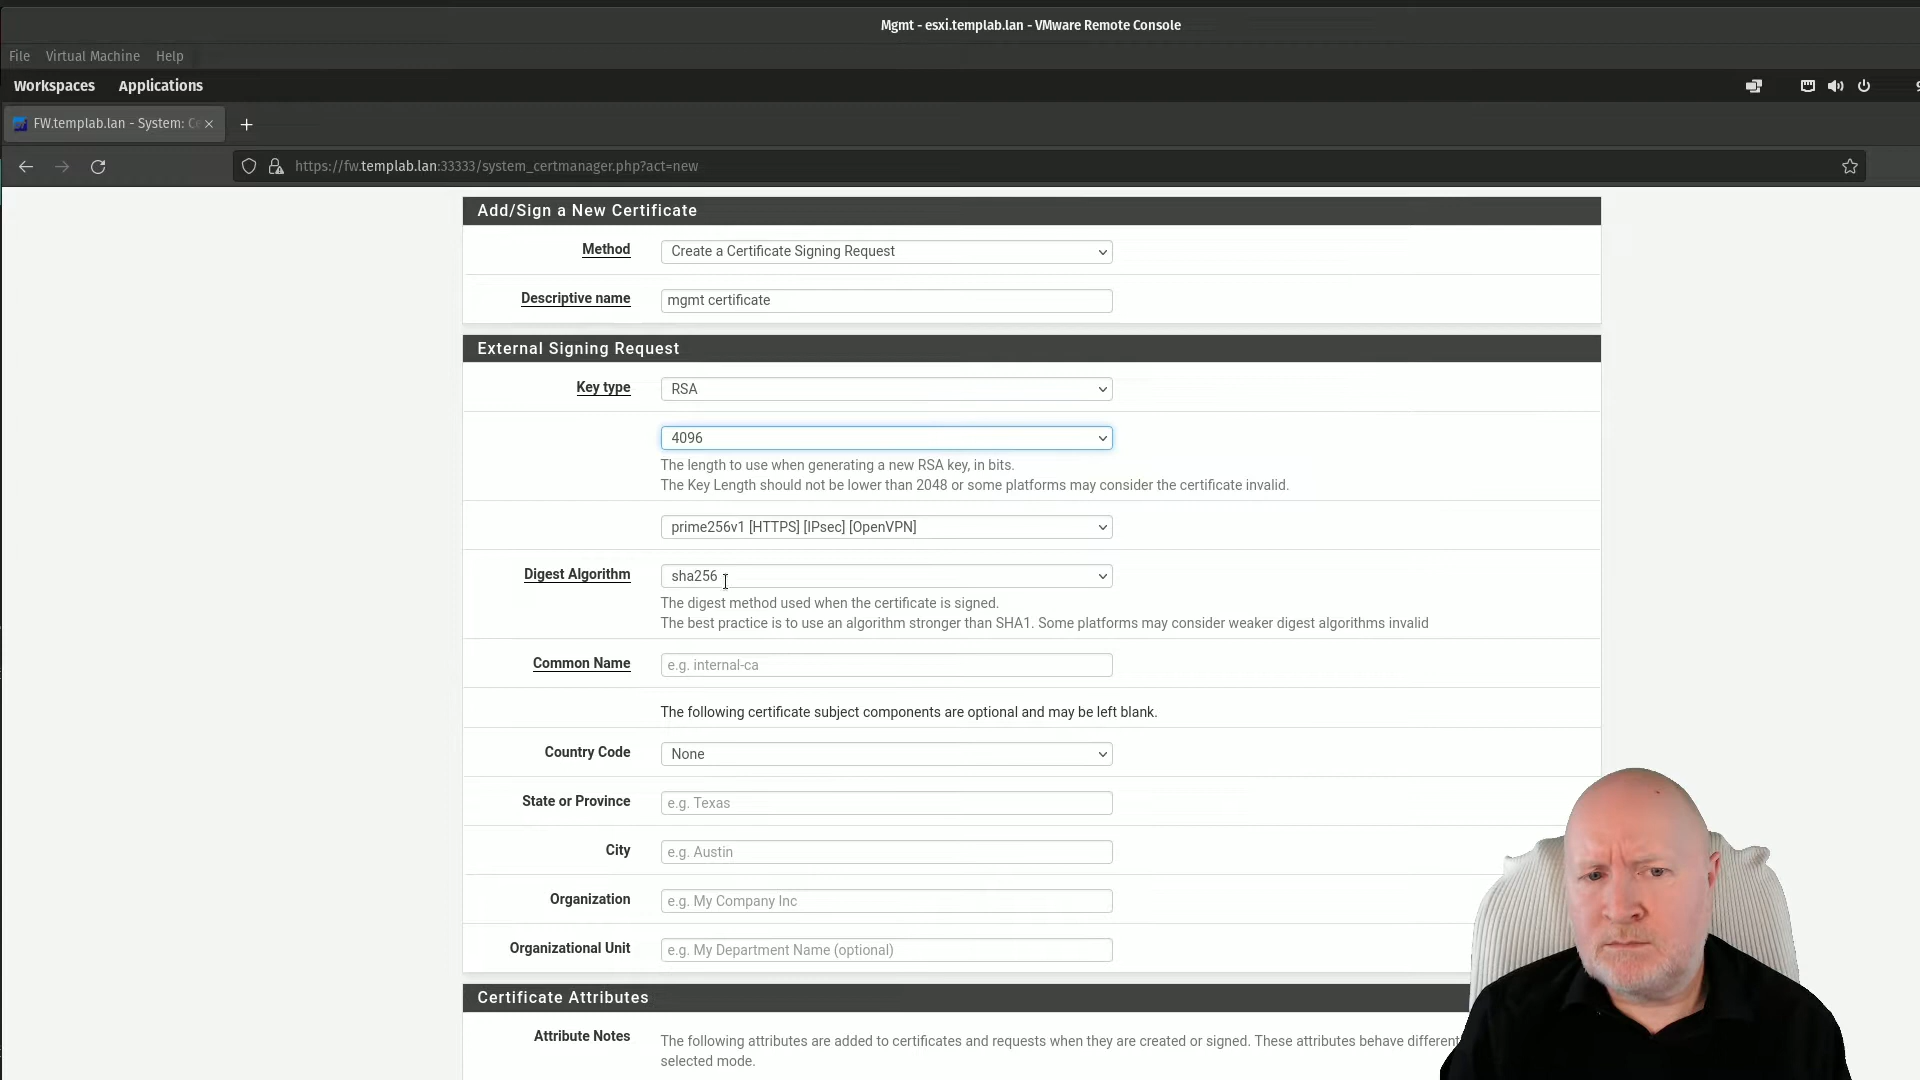 Mgmt - esxi.templab.lan - VMware Remote Console
File Virtual Machine Help
Workspaces Applications
FW.templab.lan - System: Ce
https://fw.templab.lan:33333/system_certmanager.php?act=new
Add/Sign a New Certificate
Method Create a Certificate Signing Request
Descriptive name mgmt certificate
External Signing Request
Key type RSA
4096
The length to use when generating a new RSA key, in bits.
The Key Length should not be lower than 2048 or some platforms may consider the certificate invalid.
prime256v1 [HTTPS] [IPsec] [OpenVPN]
Digest Algorithm sha256
The digest method used when the certificate is signed.
The best practice is to use an algorithm stronger than SHA1. Some platforms may consider weaker digest algorithms invalid
Common Name e.g. internal-ca
The following certificate subject components are optional and may be left blank.
Country Code None
State or Province e.g. Texas
City e.g. Austin
Organization e.g. My Company Inc
Organizational Unit e.g. My Department Name (optional)
Certificate Attributes
Attribute Notes The following attributes are added to certificates and requests when they are created or signed. These attributes behave different
selected mode.